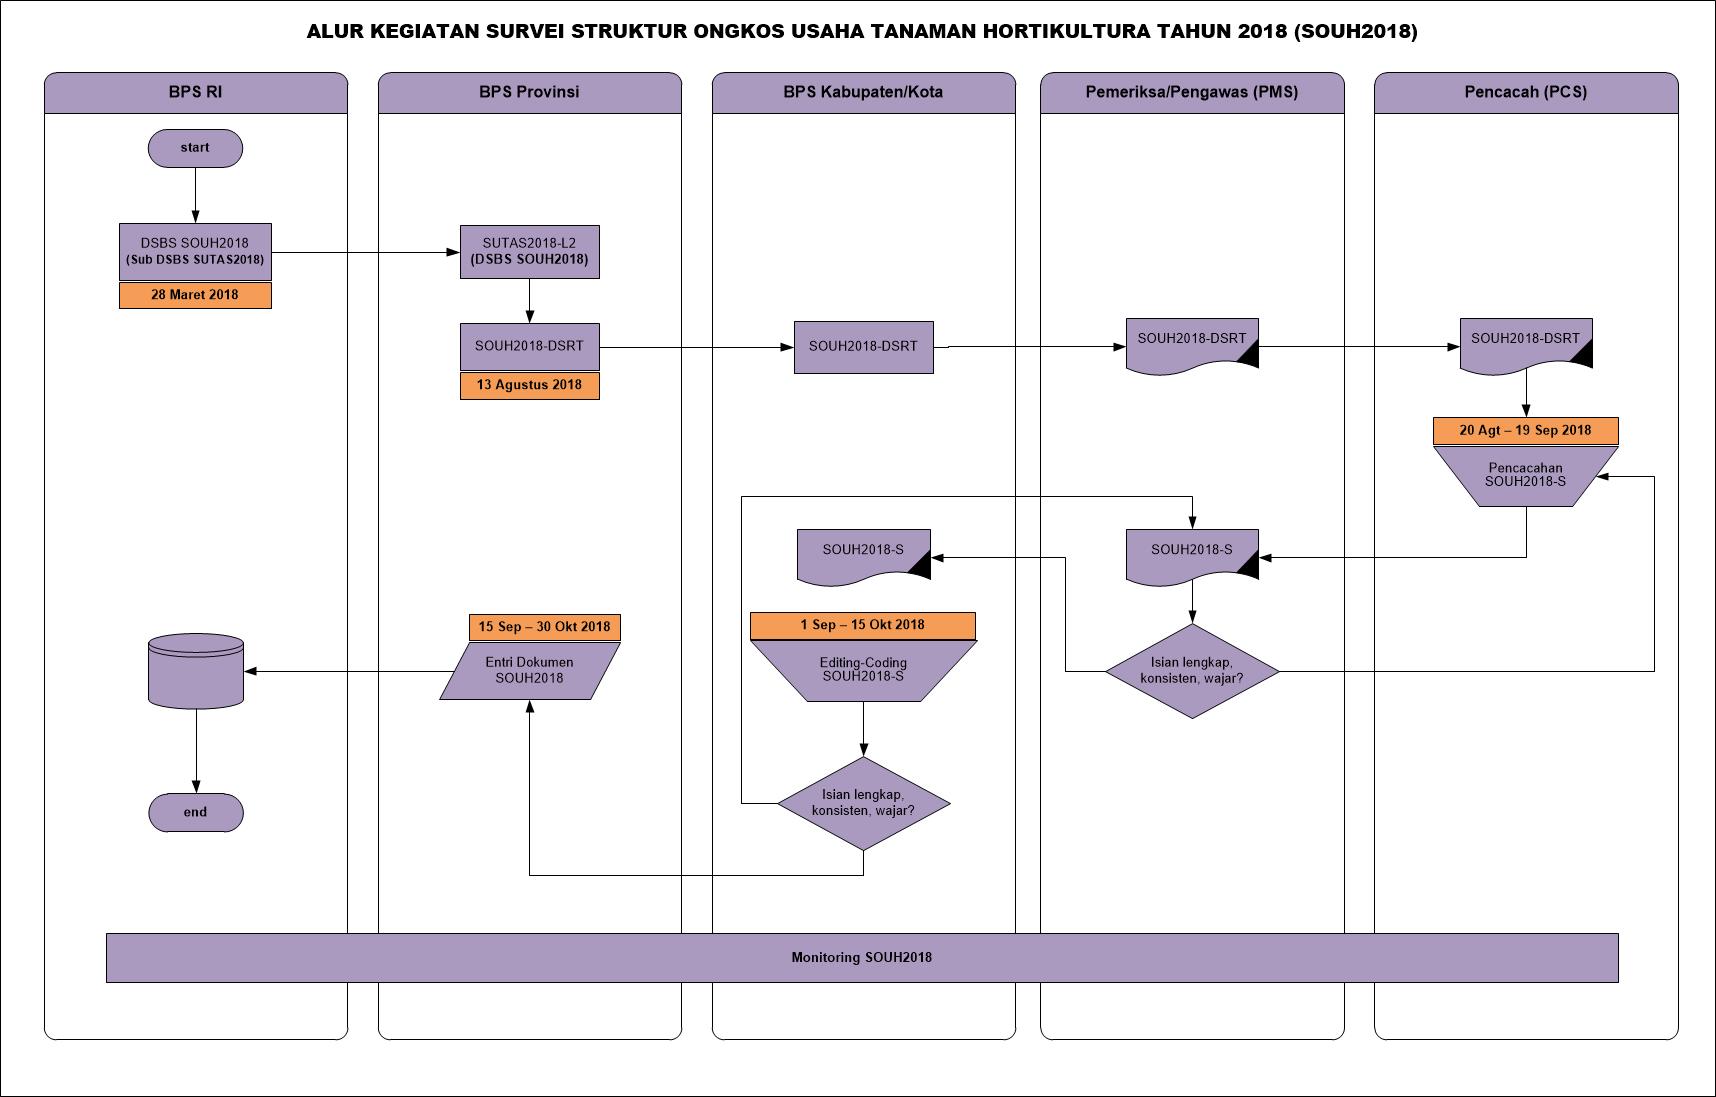 ALUR KEGIATAN SURVEI STRUKTUR ONGKOS USAHA TANAMAN HORTIKULTURA TAHUN 2018 (SOUH2018)
BPS RI
BPS Provinsi
BPS Kabupaten/Kota
Pemeriksa/Pengawas (PMS)
Pencacah (PCS)
start
DSBS SOUH2018
(Sub DSBS SUTAS2018)
28 Maret 2018
SUTAS2018-L2
(DSBS SOUH2018)
SOUH2018-DSRT
13 Agustus 2018
SOUH2018-DSRT
SOUH2018-DSRT
SOUH2018-DSRT
20 Agt – 19 Sep 2018
Pencacahan
SOUH2018-S
SOUH2018-S
SOUH2018-S
15 Sep – 30 Okt 2018
Entri Dokumen
SOUH2018
1 Sep – 15 Okt 2018
Editing-Coding
SOUH2018-S
Isian lengkap,
konsisten, wajar?
Isian lengkap,
konsisten, wajar?
end
Monitoring SOUH2018